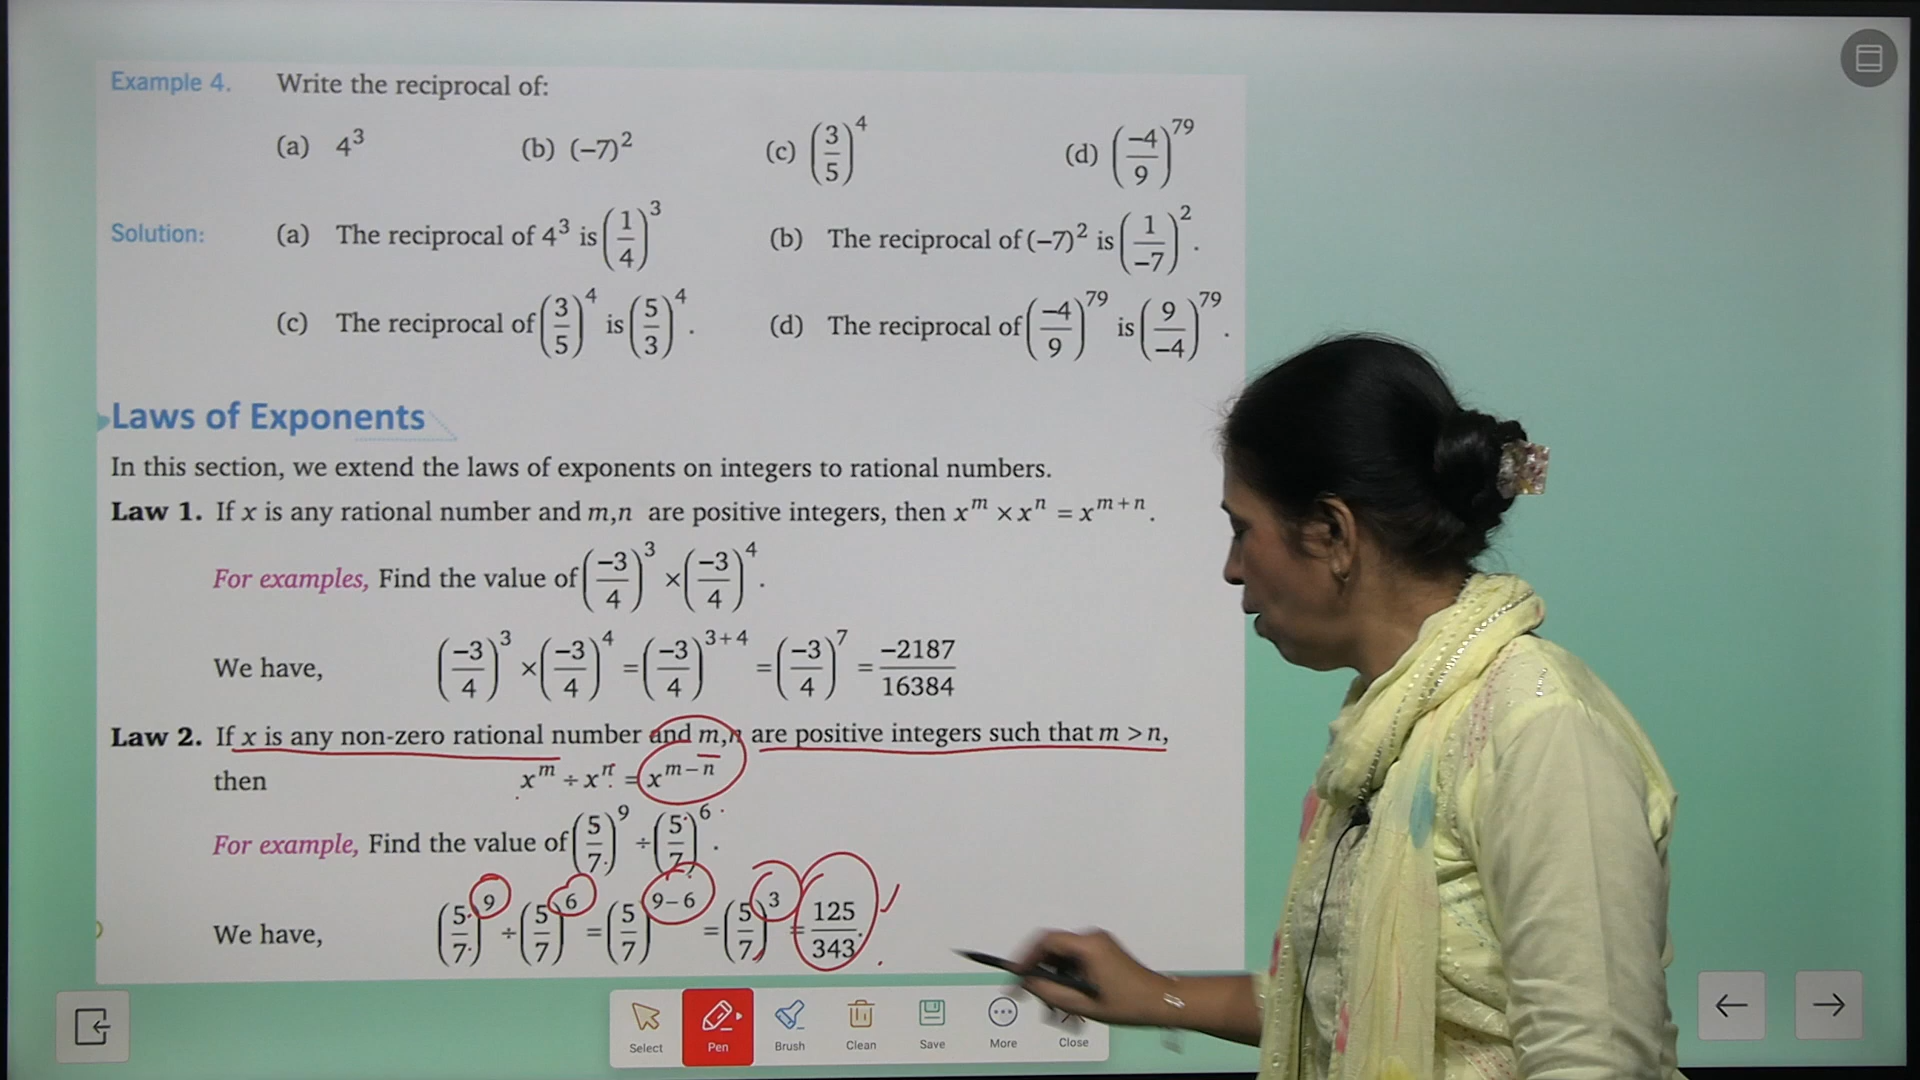 Example 4. Write the reciprocal of:
(a) 4³ (b) (−7)² (c) (3/5)⁴ (d) (−4/9)⁷⁹
Solution: (a) The reciprocal of 4³ is (1/4)³ (b) The reciprocal of (−7)² is (1/−7)².
(c) The reciprocal of (3/5)⁴ is (5/3)⁴. (d) The reciprocal of (−4/9)⁷⁹ is (9/−4)⁷⁹.
Laws of Exponents
In this section, we extend the laws of exponents on integers to rational numbers.
Law 1. If x is any rational number and m,n are positive integers, then xᵐ × xⁿ = xᵐ⁺ⁿ.
For examples, Find the value of (−3/4)³ × (−3/4)⁴.
We have, (−3/4)³ × (−3/4)⁴ = (−3/4)³⁺⁴ = (−3/4)⁷ = −2187/16384
Law 2. If x is any non-zero rational number and m,n are positive integers such that m > n,
then xᵐ ÷ xⁿ = xᵐ⁻ⁿ
For example, Find the value of (5/7)⁹ ÷ (5/7)⁶.
We have, (5/7)⁹ ÷ (5/7)⁶ = (5/7)⁹⁻⁶ = (5/7)³ = 125/343.
Select Pen Brush Clean Save More Close